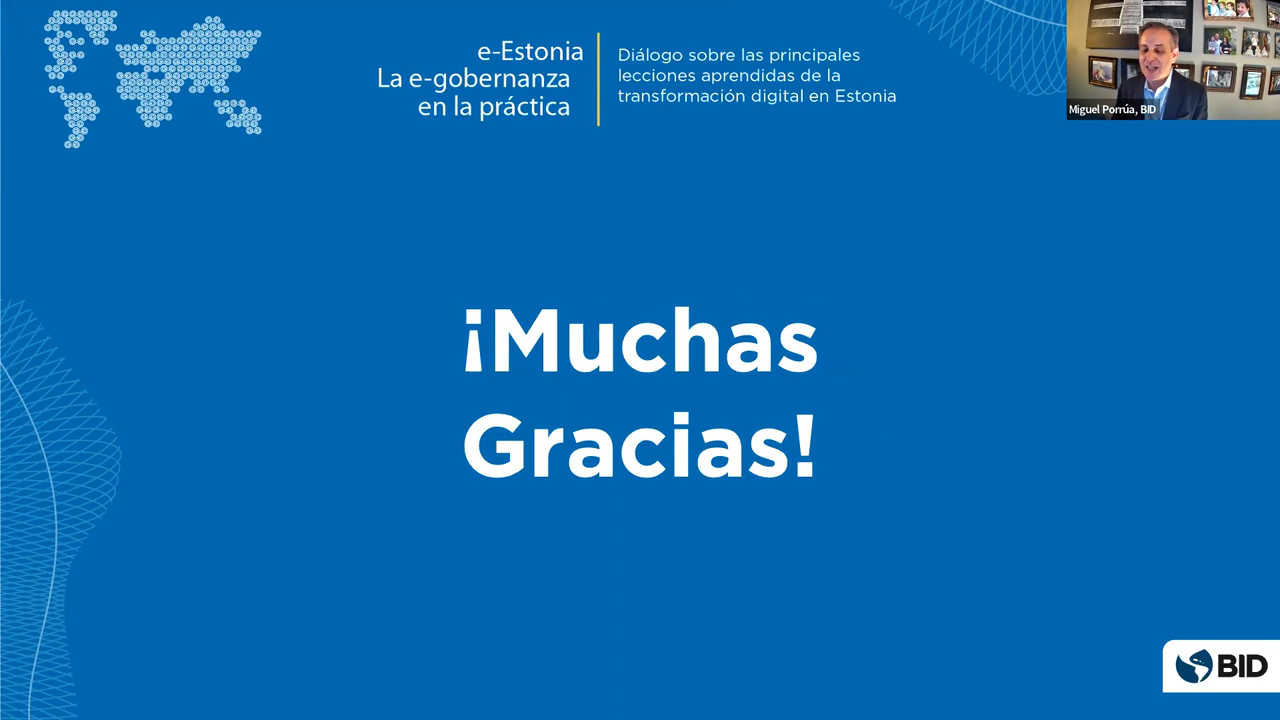 e-Estonia
La e-gobernanza
en la práctica
Diálogo sobre las principales
lecciones aprendidas de la
transformación digital en Estonia
Miguel Porrúa, BID
¡Muchas
Gracias!
BID